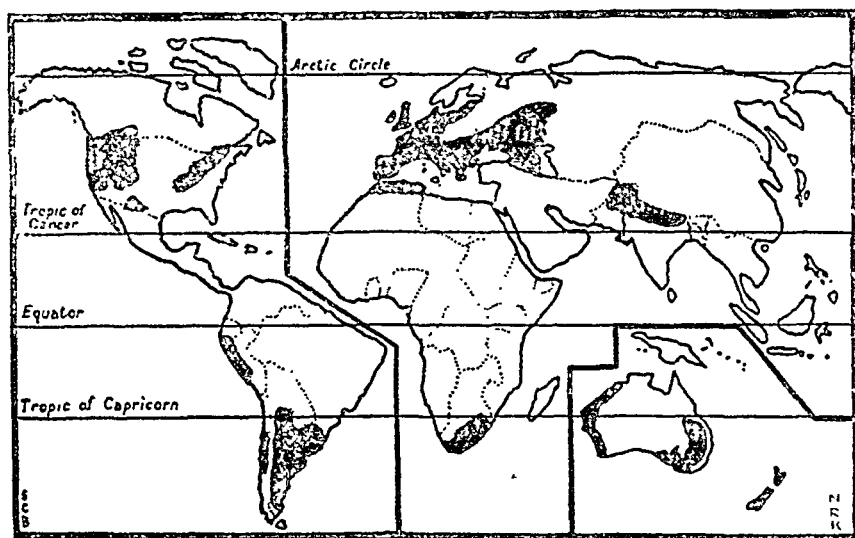 Arctic Circle
Tropic of
Cancer
Equator
Tropic of Capricorn
S
C
B
N
R
K